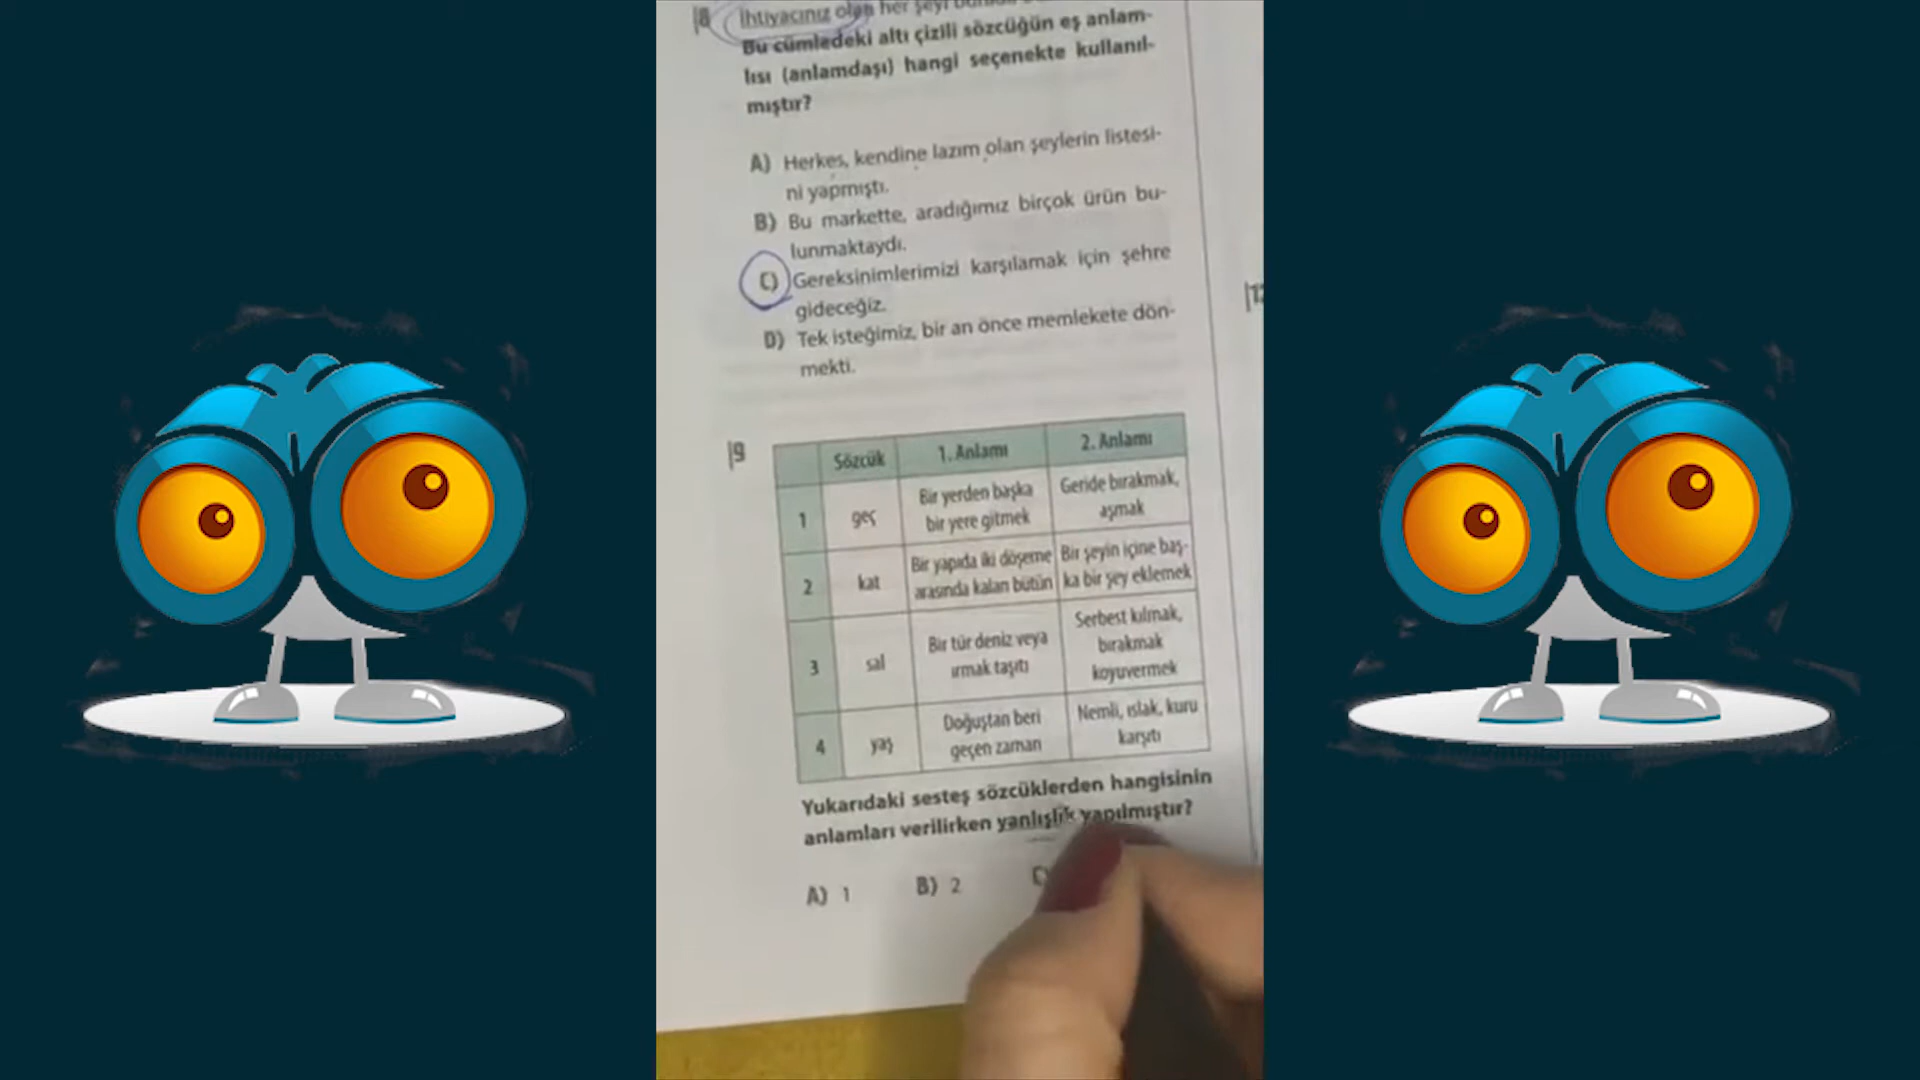 |8 İhtiyacınız olan her şeyi
Bu cümledeki altı çizili sözcüğün eş anlam-
lısı (anlamdaşı) hangi seçenekte kullanıl-
mıştır?
A) Herkes, kendine lazım olan şeylerin listesi-
ni yapmıştı.
B) Bu markette, aradığımız birçok ürün bu-
lunmaktaydı.
C) Gereksinimlerimizi karşılamak için şehre
gideceğiz.
D) Tek isteğimiz, bir an önce memlekete dön-
mekti.
|9
Sözcük 1. Anlamı 2. Anlamı
1 geç Bir yerden başka bir yere gitmek Geride bırakmak, aşmak
2 kat Bir yapıda iki döşeme arasında kalan bütün Bir şeyin içine baş- ka bir şey eklemek
3 sal Bir tür deniz veya ırmak taşıtı Serbest kılmak, bırakmak koyuvermek
4 yaş Doğuştan beri geçen zaman Nemli, ıslak, kuru karşıtı
Yukarıdaki sesteş sözcüklerden hangisinin
anlamları verilirken yanlışlık yapılmıştır?
A) 1 B) 2 C)